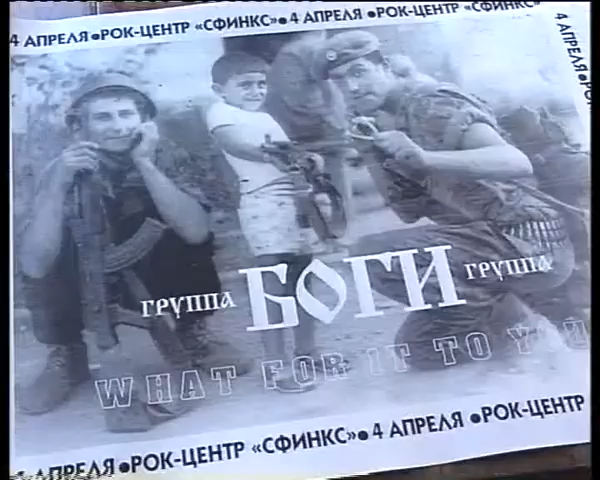 4 АПРЕЛЯ ● РОК-ЦЕНТР «СФИНКС» ● 4 АПРЕЛЯ ● РОК-ЦЕНТР «СФИНКС»
4 АПРЕЛЯ ● РОК
группа БОГИ группа
WHAT FOR IT TO YOU
4 АПРЕЛЯ ● РОК-ЦЕНТР «СФИНКС» ● 4 АПРЕЛЯ ● РОК-ЦЕНТР